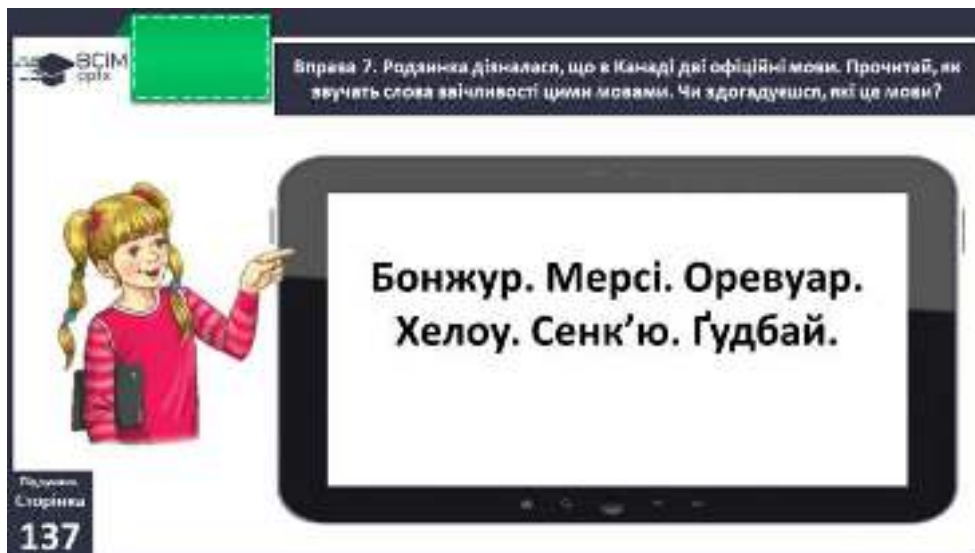 ВСІМ
Вправа 7. Родзинка дізналася, що в Канаді дві офіційні мови. Прочитай, як
звучать слова ввічливості цими мовами. Чи здогадуєшся, які це мови?
Бонжур. Мерсі. Оревуар.
Хелоу. Сенк’ю. Ґудбай.
Підручник
Сторінка
137